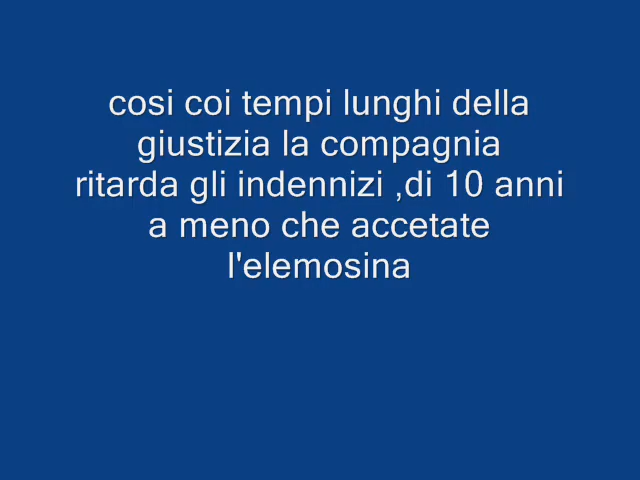 cosi coi tempi lunghi della
giustizia la compagnia
ritarda gli indennizi ,di 10 anni
a meno che accetate
l'elemosina